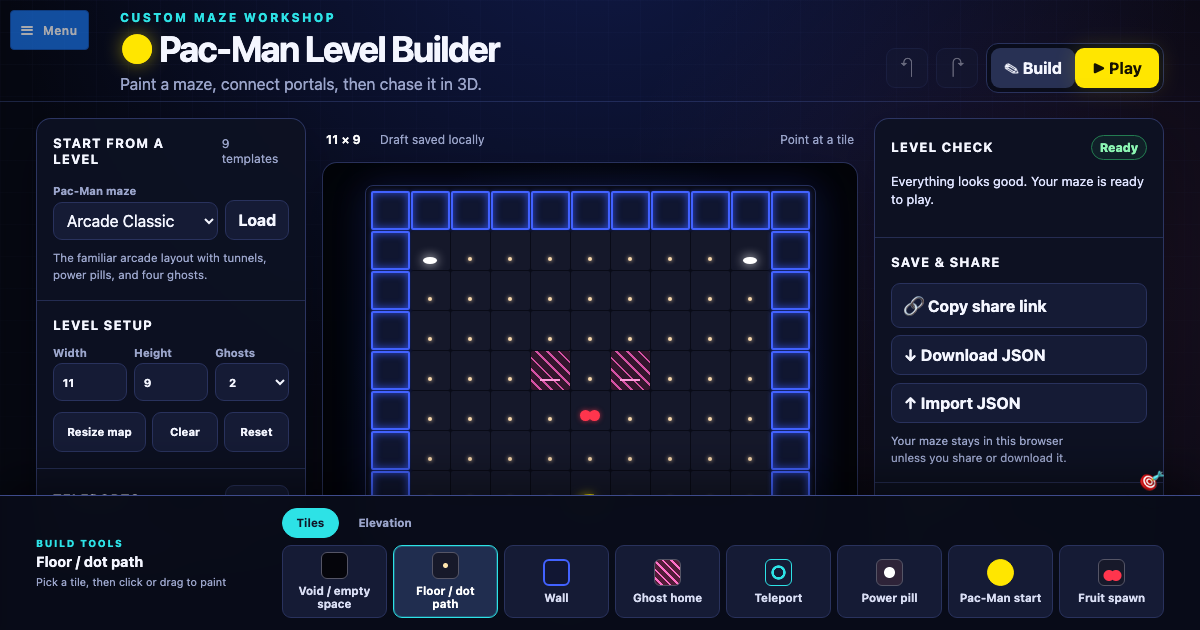 Menu
CUSTOM MAZE WORKSHOP
Pac-Man Level Builder
Paint a maze, connect portals, then chase it in 3D.
Build
Play
START FROM A
LEVEL
9
templates
Pac-Man maze
Arcade Classic
Load
The familiar arcade layout with tunnels,
power pills, and four ghosts.
LEVEL SETUP
Width
Height
Ghosts
11
9
2
Resize map
Clear
Reset
11 × 9
Draft saved locally
Point at a tile
LEVEL CHECK
Ready
Everything looks good. Your maze is ready
to play.
SAVE & SHARE
Copy share link
Download JSON
Import JSON
Your maze stays in this browser
unless you share or download it.
BUILD TOOLS
Floor / dot path
Pick a tile, then click or drag to paint
Tiles
Elevation
Void / empty
space
Floor / dot
path
Wall
Ghost home
Teleport
Power pill
Pac-Man start
Fruit spawn